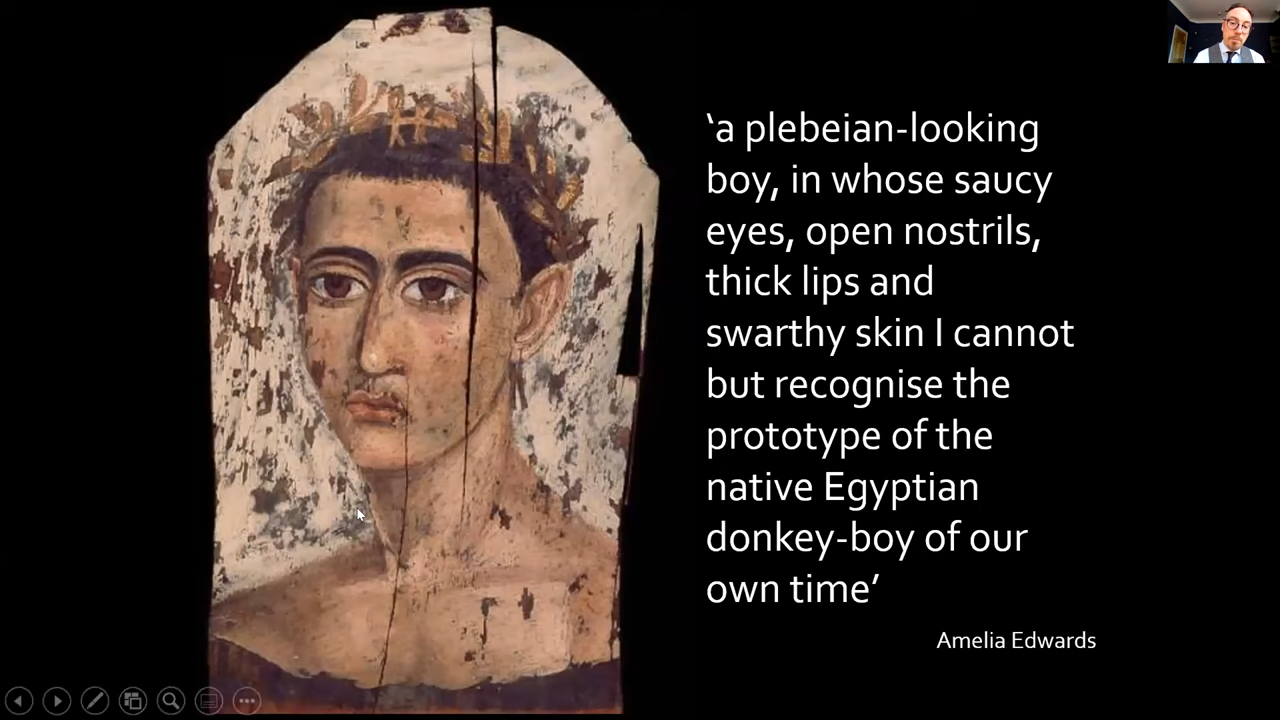 ‘a plebeian-looking
boy, in whose saucy
eyes, open nostrils,
thick lips and
swarthy skin I cannot
but recognise the
prototype of the
native Egyptian
donkey-boy of our
own time’
Amelia Edwards